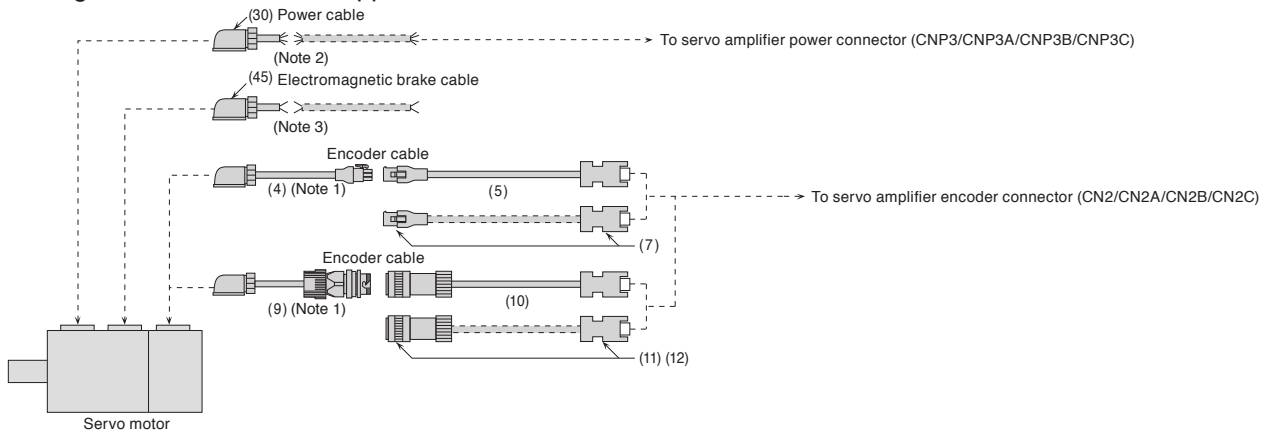 (30) Power cable
To servo amplifier power connector (CNP3/CNP3A/CNP3B/CNP3C)
(Note 2)
(45) Electromagnetic brake cable
(Note 3)
Encoder cable
(4) (Note 1)
(5)
To servo amplifier encoder connector (CN2/CN2A/CN2B/CN2C)
(7)
Encoder cable
(9) (Note 1)
(10)
(11) (12)
Servo motor